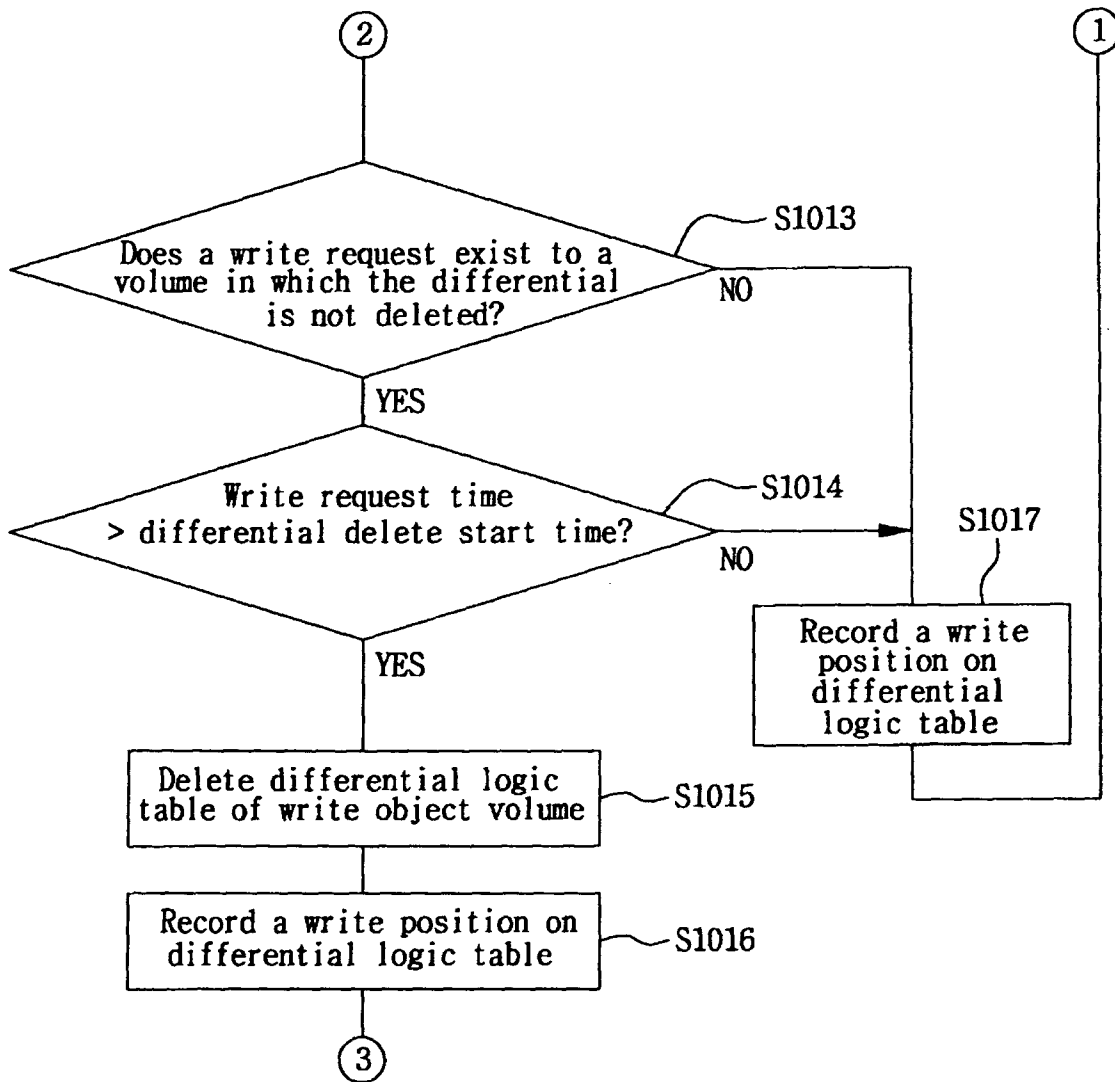 2
1
S1013
Does a write request exist to a
volume in which the differential
is not deleted?
NO
YES
Write request time
> differential delete start time?
S1014
NO
YES
S1017
Record a write
position on
differential
logic table
Delete differential logic
table of write object volume
S1015
Record a write position on
differential logic table
S1016
3